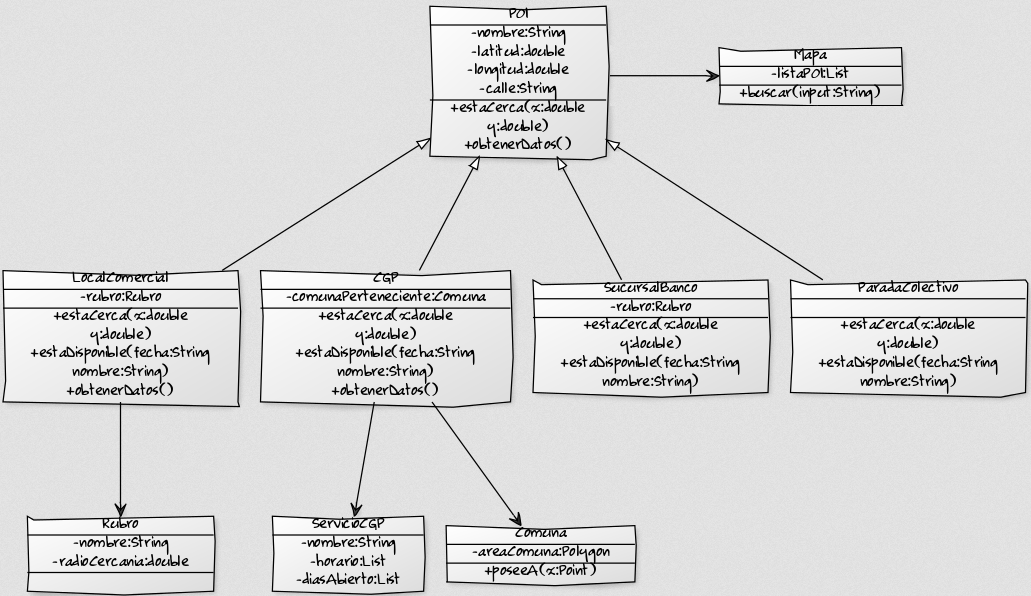 POI
-nombre:String
-latitud:double
-longitud:double
-calle:String
+estaCerca(x:double
y:double)
+obtenerDatos()
Mapa
-listaPOI:List
+buscar(input:String)
LocalComercial
-rubro:Rubro
+estaCerca(x:double
y:double)
+estaDisponible(fecha:String
nombre:String)
+obtenerDatos()
CGP
-comunaPerteneciente:Comuna
+estaCerca(x:double
y:double)
+estaDisponible(fecha:String
nombre:String)
+obtenerDatos()
SucursalBanco
-rubro:Rubro
+estaCerca(x:double
y:double)
+estaDisponible(fecha:String
nombre:String)
ParadaColectivo
+estaCerca(x:double
y:double)
+estaDisponible(fecha:String
nombre:String)
Rubro
-nombre:String
-radioCercania:double
ServicioCGP
-nombre:String
-horario:List
-diasAbierto:List
Comuna
-areaComuna:Polygon
+poseeA(x:Point)